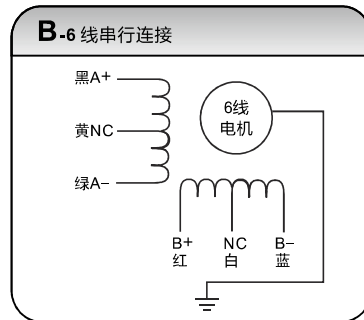 B-6 线串行连接
黑A+
黄NC
绿A-
6线
电机
B+ NC B-
红 白 蓝